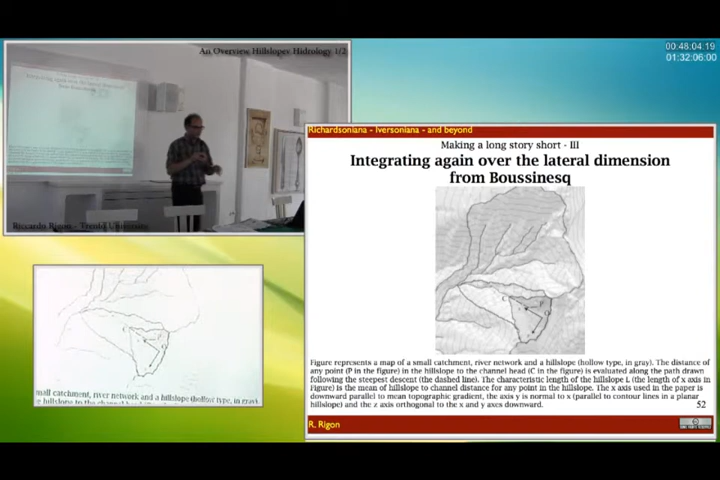 00:48:04:19
01:32:06:00
An Overview Hillslopes Hidrology 1/2
Riccardo Rigon - Trento University
Richardsoniana - Iversoniana - and beyond
Making a long story short - III
Integrating again over the lateral dimension
from Boussinesq
C
P
Figure represents a map of a small catchment, river network and a hillslope (hollow type, in gray). The distance of
any point (P in the figure) in the hillslope to the channel head (C in the figure) is evaluated along the path drawn
following the steepest descent (the dashed line). The characteristic length of the hillslope L (the length of x axis in
Figure) is the mean of hillslope to channel distance for any point in the hillslope. The x axis used in the paper is
downward parallel to mean topographic gradient, the axis y is normal to x (parallel to contour lines in a planar
hillslope) and the z axis orthogonal to the x and y axes downward.
52
R. Rigon
mall catchment, river network and a hillslope (hollow type, in gray).